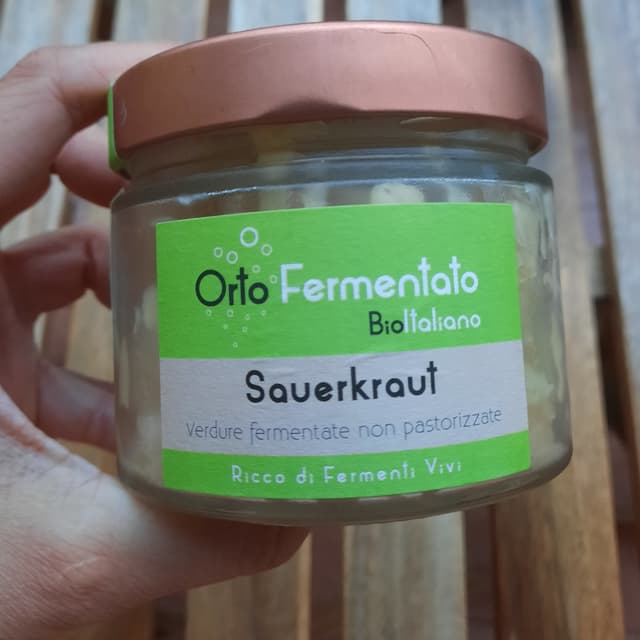 Orto Fermentato
BioItaliano
Sauerkraut
Verdure fermentate non pastorizzate
Ricco di Fermenti Vivi